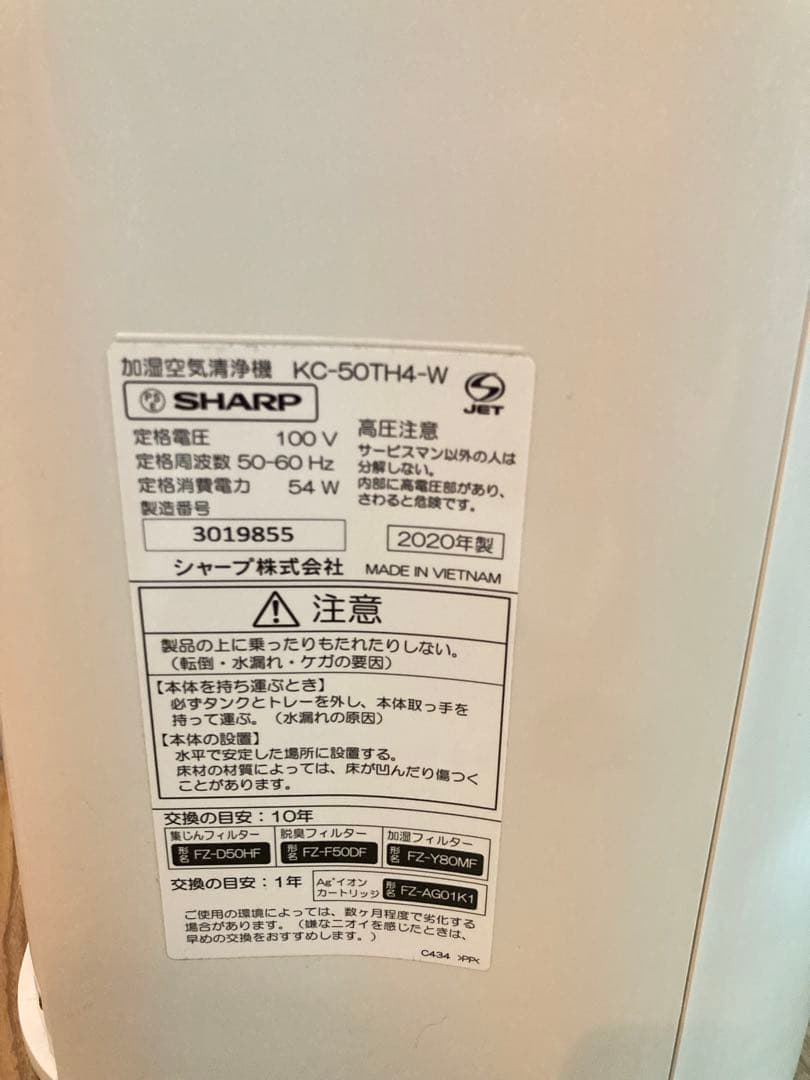 加湿空気清浄機 KC-50TH4-W
SHARP
JET
定格電圧 100 V
定格周波数 50-60 Hz
定格消費電力 54 W
製造番号
3019855
高圧注意
サービスマン以外の人は
分解しない。
内部に高電圧部があり、
さわると危険です。
2020年製
シャープ株式会社 MADE IN VIETNAM
注意
製品の上に乗ったりもたれたりしない。
（転倒・水漏れ・ケガの要因）
【本体を持ち運ぶとき】
必ずタンクとトレーを外し、本体取っ手を
持って運ぶ。（水漏れの原因）
【本体の設置】
水平で安定した場所に設置する。
床材の材質によっては、床が凹んだり傷つく
ことがあります。
交換の目安：10年
集じんフィルター 形名 FZ-D50HF
脱臭フィルター 形名 FZ-F50DF
加湿フィルター 形名 FZ-Y80MF
交換の目安：1年
Ag⁺イオン
カートリッジ 形名 FZ-AG01K1
ご使用の環境によっては、数ヶ月程度で劣化する
場合があります。（嫌なニオイを感じたときは、
早めの交換をおすすめします。）
C434 >PP<